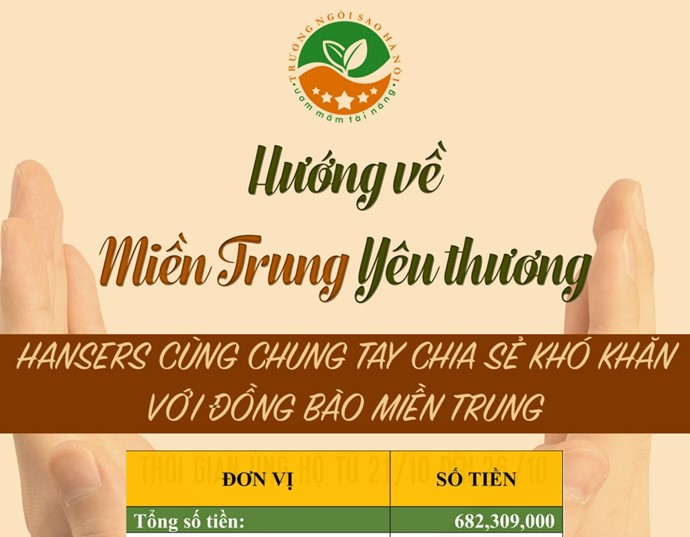 TRƯỜNG NGÔI SAO HÀ NỘI
ươm mầm tài năng
Hướng về
Miền Trung Yêu thương
HANSERS CÙNG CHUNG TAY CHIA SẺ KHÓ KHĂN
VỚI ĐỒNG BÀO MIỀN TRUNG
ĐƠN VỊ SỐ TIỀN
Tổng số tiền: 682,309,000